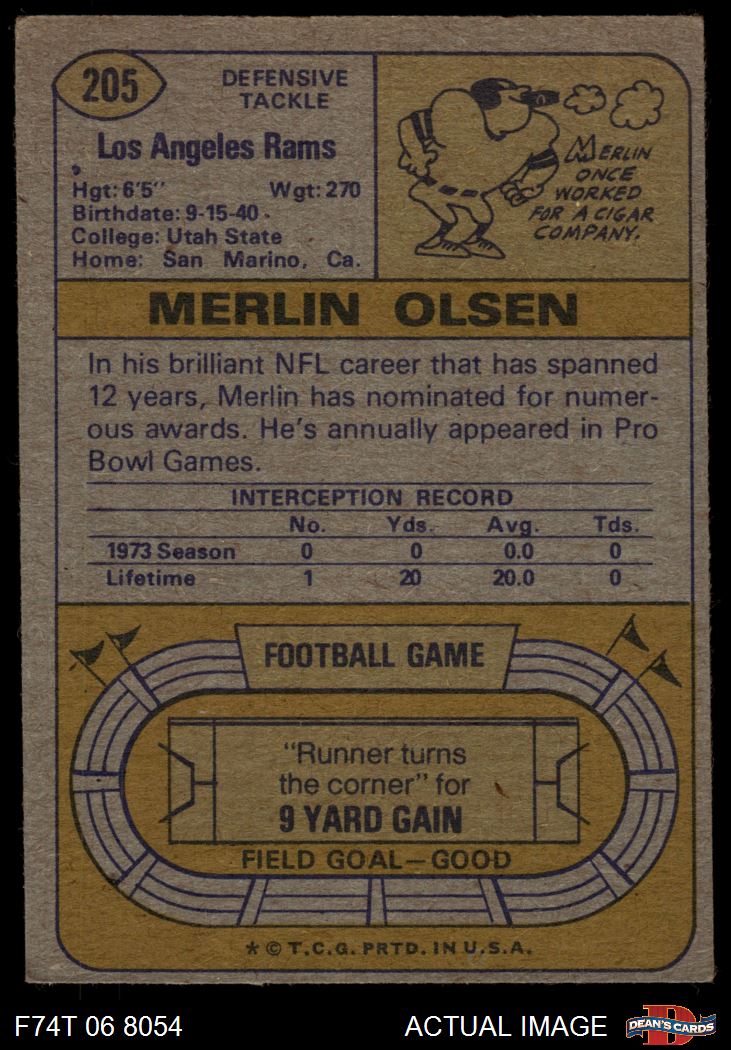 205
DEFENSIVE
TACKLE
Los Angeles Rams
Hgt: 6'5" Wgt: 270
Birthdate: 9-15-40
College: Utah State
Home: San Marino, Ca.
MERLIN
ONCE
WORKED
FOR A CIGAR
COMPANY.
MERLIN OLSEN
In his brilliant NFL career that has spanned
12 years, Merlin has nominated for numer-
ous awards. He's annually appeared in Pro
Bowl Games.
INTERCEPTION RECORD
No. Yds. Avg. Tds.
1973 Season 0 0 0.0 0
Lifetime 1 20 20.0 0
FOOTBALL GAME
"Runner turns
the corner" for
9 YARD GAIN
FIELD GOAL—GOOD
* © T.C.G. PRTD. IN U.S.A.
F74T 06 8054 ACTUAL IMAGE DEAN'S CARDS